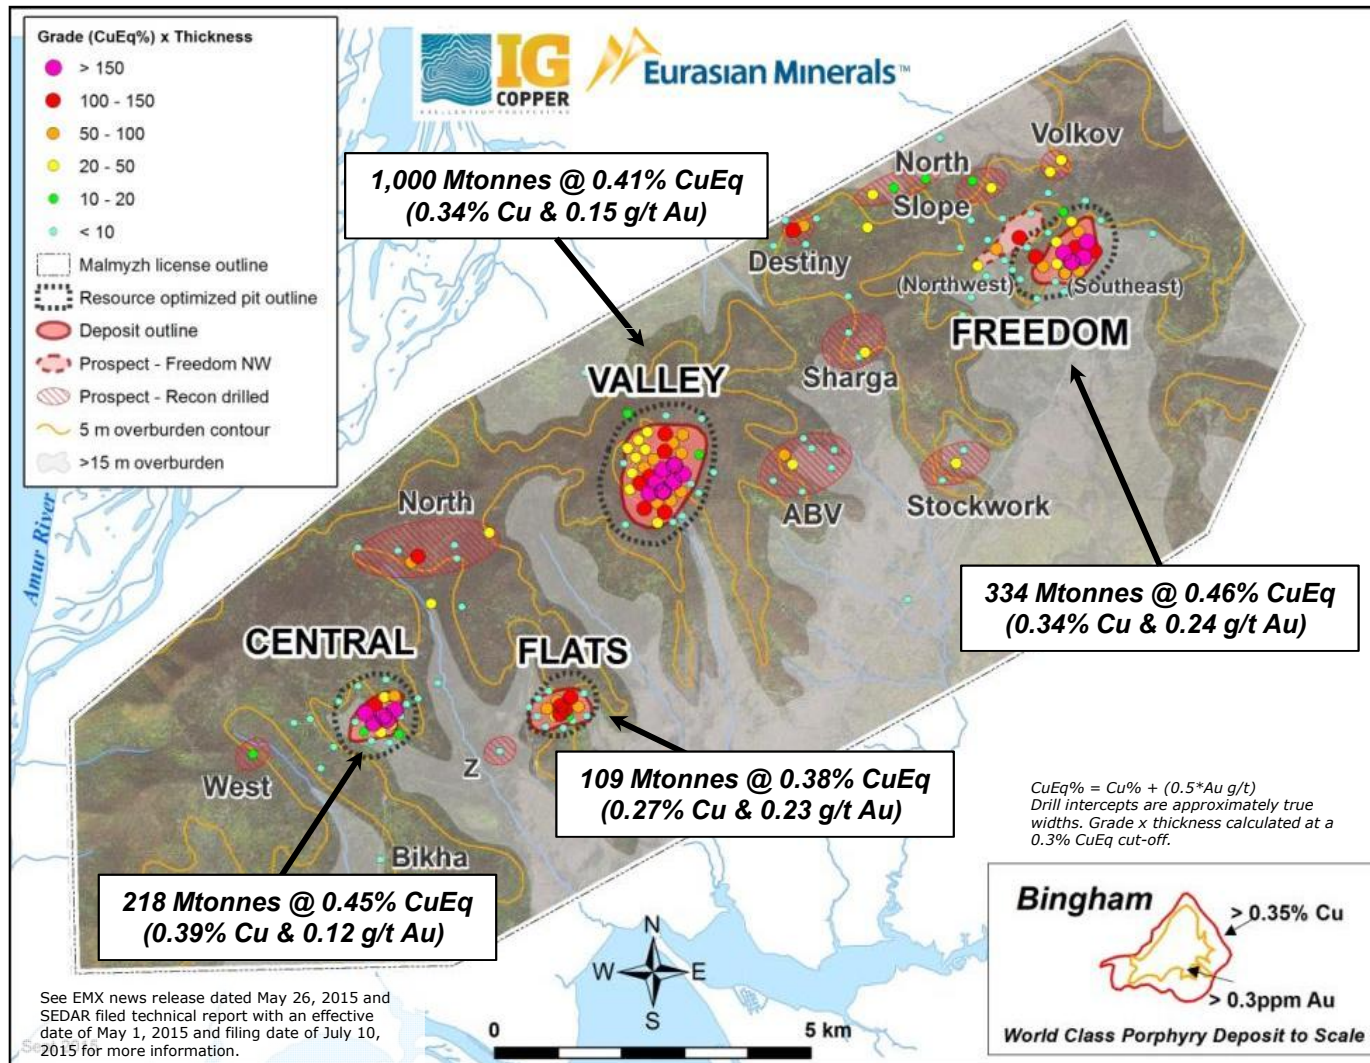 Grade (CuEq%) x Thickness
> 150
100 - 150
50 - 100
20 - 50
10 - 20
< 10
Malmyzh license outline
Resource optimized pit outline
Deposit outline
Prospect - Freedom NW
Prospect - Recon drilled
5 m overburden contour
>15 m overburden
IG
COPPER
Eurasian Minerals™
1,000 Mtonnes @ 0.41% CuEq
(0.34% Cu & 0.15 g/t Au)
Volkov
North
Slope
Destiny
(Northwest)
(Southeast)
FREEDOM
VALLEY
Sharga
North
ABV
Stockwork
Amur River
334 Mtonnes @ 0.46% CuEq
(0.34% Cu & 0.24 g/t Au)
CENTRAL
FLATS
West
Z
109 Mtonnes @ 0.38% CuEq
(0.27% Cu & 0.23 g/t Au)
CuEq% = Cu% + (0.5*Au g/t)
Drill intercepts are approximately true
widths. Grade x thickness calculated at a
0.3% CuEq cut-off.
Bikha
218 Mtonnes @ 0.45% CuEq
(0.39% Cu & 0.12 g/t Au)
Bingham
> 0.35% Cu
> 0.3ppm Au
World Class Porphyry Deposit to Scale
N
W
E
S
0
5 km
See EMX news release dated May 26, 2015 and
SEDAR filed technical report with an effective
date of May 1, 2015 and filing date of July 10,
2015 for more information.